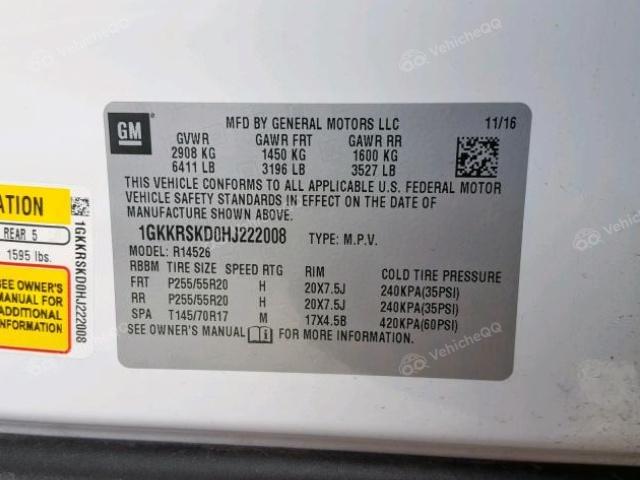 VehicleQQ
VehicleQQ
VehicleQQ
GM
MFD BY GENERAL MOTORS LLC 11/16
GVWR GAWR FRT GAWR RR
2908 KG 1450 KG 1600 KG
6411 LB 3196 LB 3527 LB
THIS VEHICLE CONFORMS TO ALL APPLICABLE U.S. FEDERAL MOTOR
VEHICLE SAFETY STANDARDS IN EFFECT ON THE DATE OF
MANUFACTURE SHOWN ABOVE.
1GKKRSKD0HJ222008 TYPE: M.P.V.
MODEL: R14526
RBBM TIRE SIZE SPEED RTG RIM COLD TIRE PRESSURE
FRT P255/55R20 H 20X7.5J 240KPA(35PSI)
RR P255/55R20 H 20X7.5J 240KPA(35PSI)
SPA T145/70R17 M 17X4.5B 420KPA(60PSI)
SEE OWNER'S MANUAL FOR MORE INFORMATION.
ATION
REAR 5
1595 lbs.
SEE OWNER'S
MANUAL FOR
ADDITIONAL
INFORMATION
1GKKRSKD0HJ222008
VehicleQQ
VehicleQQ
VehicleQQ